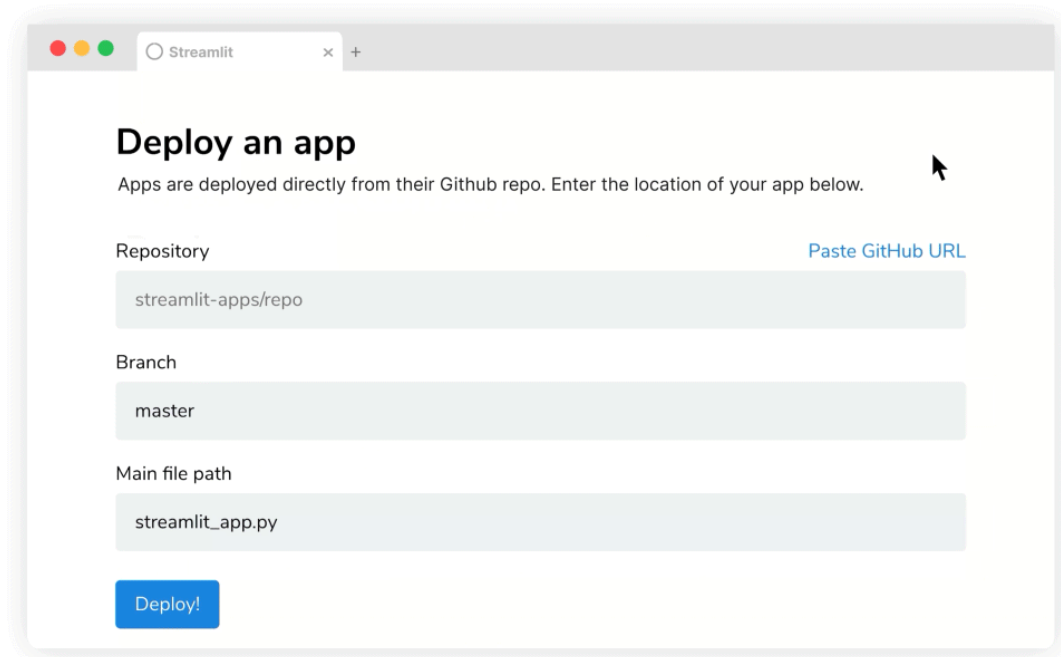 Streamlit
Deploy an app
Apps are deployed directly from their Github repo. Enter the location of your app below.
Repository Paste GitHub URL
streamlit-apps/repo
Branch
master
Main file path
streamlit_app.py
Deploy!